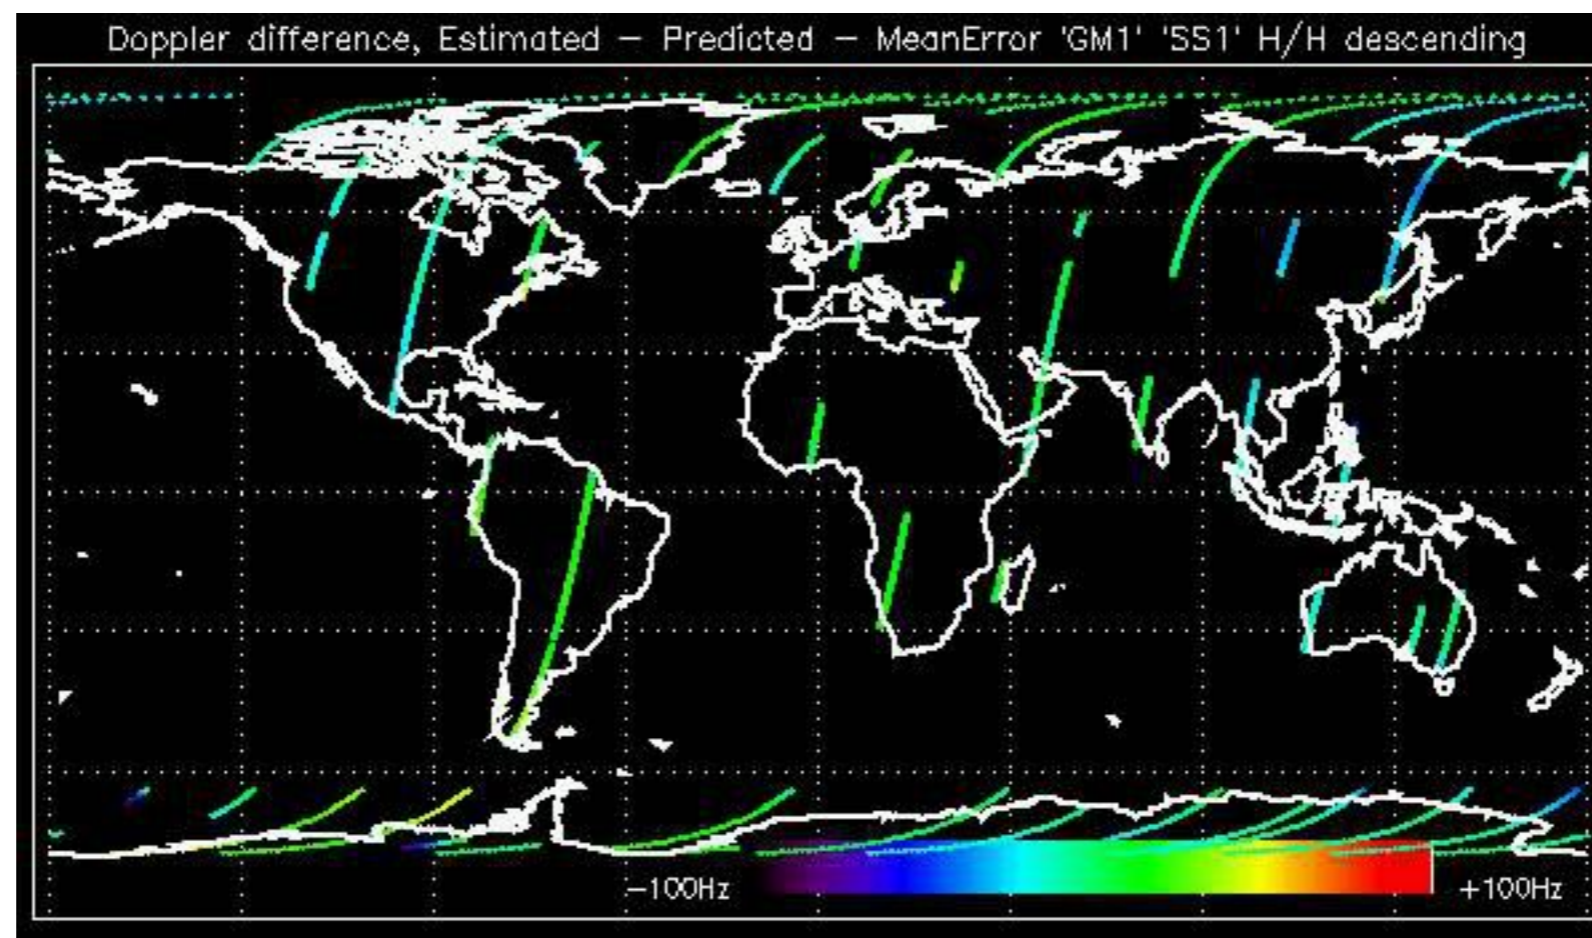 Doppler difference, Estimated – Predicted – MeanError 'GM1' 'SS1' H/H descending
–100Hz +100Hz